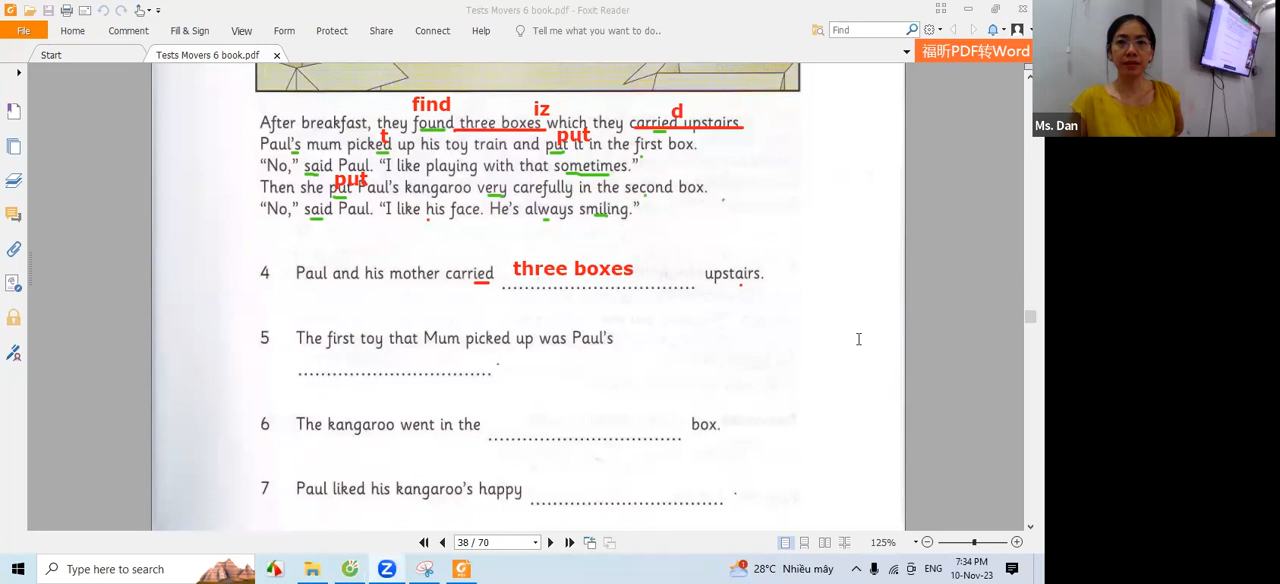 Tests Movers 6 book.pdf - Foxit Reader
File Home Comment Fill & Sign View Form Protect Share Connect Help Tell me what you want to do.. Find
Start Tests Movers 6 book.pdf
福昕PDF转Word
find iz d
After breakfast, they found three boxes which they carried upstairs.
t put
Paul's mum picked up his toy train and put it in the first box.
"No," said Paul. "I like playing with that sometimes."
put
Then she put Paul's kangaroo very carefully in the second box.
"No," said Paul. "I like his face. He's always smiling."
4 Paul and his mother carried three boxes upstairs.
5 The first toy that Mum picked up was Paul's
.................................. .
6 The kangaroo went in the .................................. box.
7 Paul liked his kangaroo's happy .................................. .
Ms. Dan
38 / 70
125%
Type here to search
28°C Nhiều mây
ENG
7:34 PM
10-Nov-23